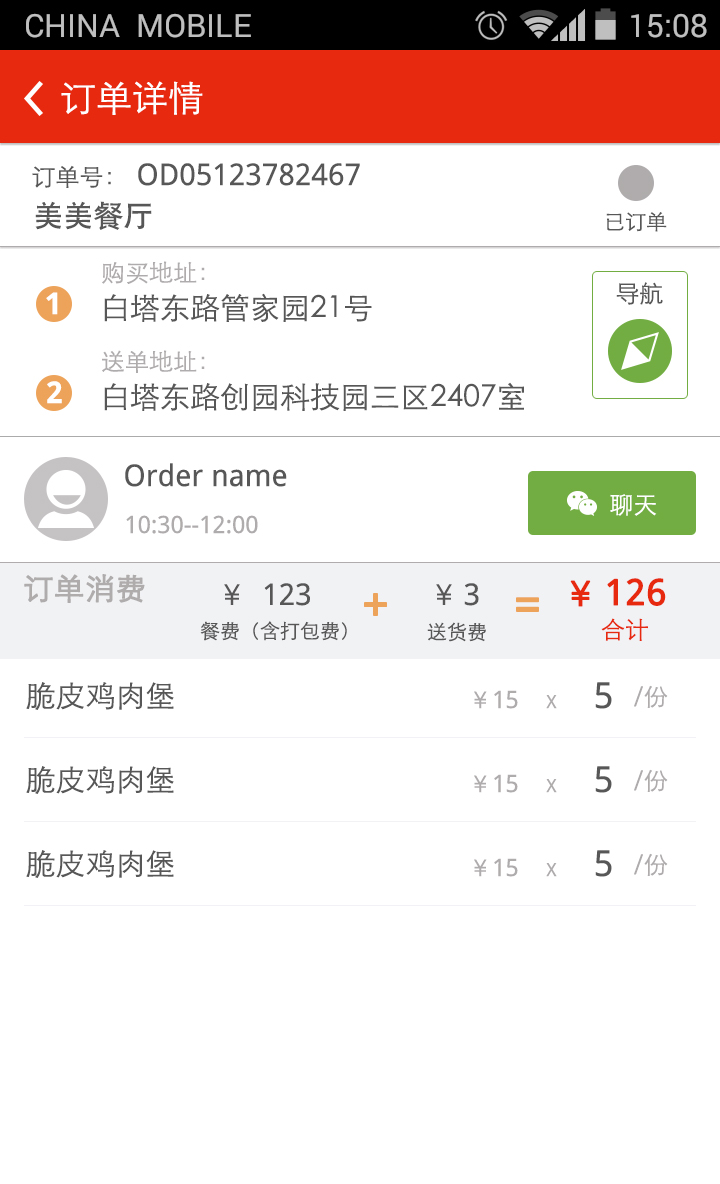 CHINA MOBILE 15:08
订单详情
订单号： OD05123782467
美美餐厅
已订单
购买地址：
1 白塔东路管家园21号
导航
送单地址：
2 白塔东路创园科技园三区2407室
Order name
10:30--12:00
聊天
订单消费 ¥ 123 + ¥ 3 = ¥ 126
餐费（含打包费） 送货费 合计
脆皮鸡肉堡 ¥15 x 5 /份
脆皮鸡肉堡 ¥15 x 5 /份
脆皮鸡肉堡 ¥15 x 5 /份